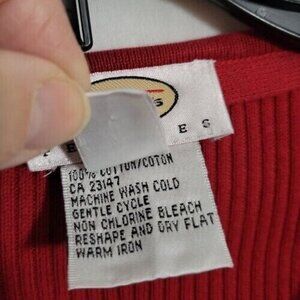 100% COTTON/COTON
CA 23147
MACHINE WASH COLD
GENTLE CYCLE
NON CHLORINE BLEACH
RESHAPE AND DRY FLAT
WARM IRON